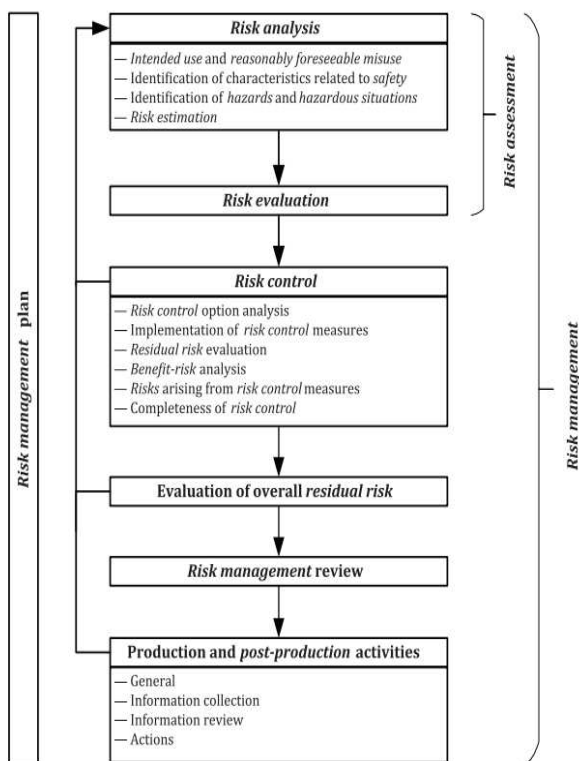 Risk analysis
— Intended use and reasonably foreseeable misuse
— Identification of characteristics related to safety
— Identification of hazards and hazardous situations
— Risk estimation
Risk evaluation
Risk control
— Risk control option analysis
— Implementation of risk control measures
— Residual risk evaluation
— Benefit-risk analysis
— Risks arising from risk control measures
— Completeness of risk control
Evaluation of overall residual risk
Risk management review
Production and post-production activities
— General
— Information collection
— Information review
— Actions
Risk management plan
Risk assessment
Risk management